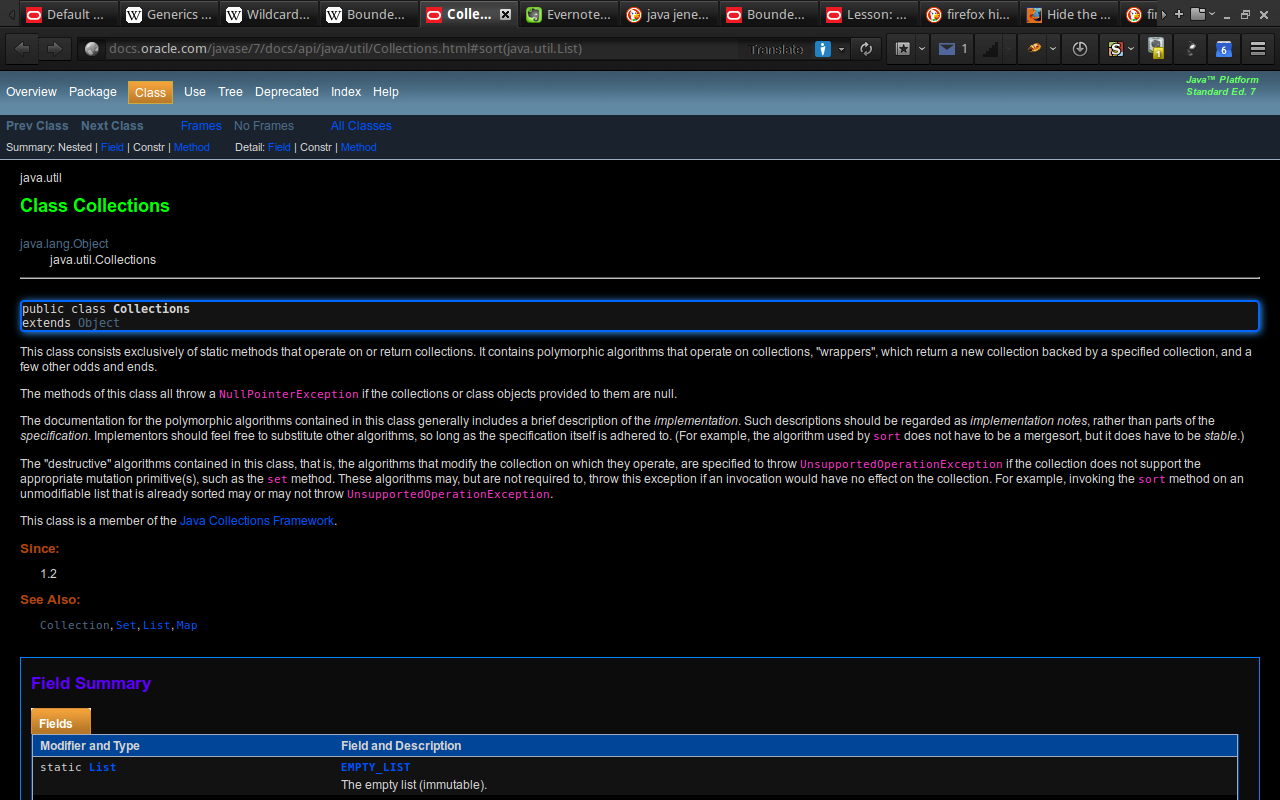 Default ...
Generics ...
Wildcard...
Bounde...
Colle...
Evernote...
java jene...
Bounde...
Lesson: ...
firefox hi...
Hide the ...
fir
docs.oracle.com/javase/7/docs/api/java/util/Collections.html#sort(java.util.List)
Translate
1
S
1
6
Overview Package Class Use Tree Deprecated Index Help
Java™ Platform
Standard Ed. 7
Prev Class Next Class Frames No Frames All Classes
Summary: Nested | Field | Constr | Method Detail: Field | Constr | Method
java.util
Class Collections
java.lang.Object
java.util.Collections
public class Collections
extends Object
This class consists exclusively of static methods that operate on or return collections. It contains polymorphic algorithms that operate on collections, "wrappers", which return a new collection backed by a specified collection, and a
few other odds and ends.
The methods of this class all throw a NullPointerException if the collections or class objects provided to them are null.
The documentation for the polymorphic algorithms contained in this class generally includes a brief description of the implementation. Such descriptions should be regarded as implementation notes, rather than parts of the
specification. Implementors should feel free to substitute other algorithms, so long as the specification itself is adhered to. (For example, the algorithm used by sort does not have to be a mergesort, but it does have to be stable.)
The "destructive" algorithms contained in this class, that is, the algorithms that modify the collection on which they operate, are specified to throw UnsupportedOperationException if the collection does not support the
appropriate mutation primitive(s), such as the set method. These algorithms may, but are not required to, throw this exception if an invocation would have no effect on the collection. For example, invoking the sort method on an
unmodifiable list that is already sorted may or may not throw UnsupportedOperationException.
This class is a member of the Java Collections Framework.
Since:
1.2
See Also:
Collection, Set, List, Map
Field Summary
Fields
Modifier and Type Field and Description
static List EMPTY_LIST
The empty list (immutable).